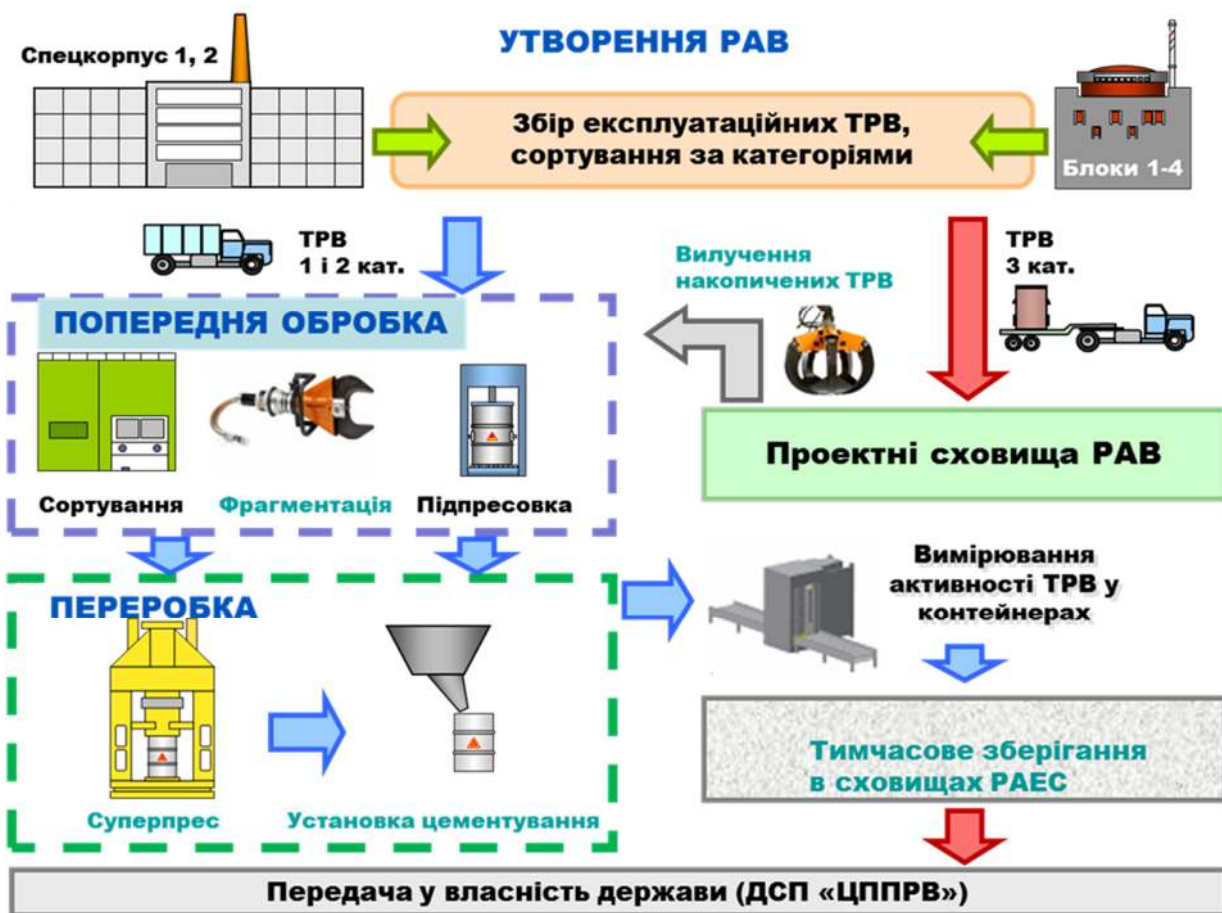 УТВОРЕННЯ РАВ
Спецкорпус 1, 2
Збір експлуатаційних ТРВ,
сортування за категоріями
Блоки 1-4
ТРВ
1 і 2 кат.
Вилучення
накопичених ТРВ
ТРВ
3 кат.
ПОПЕРЕДНЯ ОБРОБКА
Сортування
Фрагментація
Підпресовка
Проектні сховища РАВ
Вимірювання
активності ТРВ у
контейнерах
ПЕРЕРОБКА
Суперпрес
Установка цементування
Тимчасове зберігання
в сховищах РАЕС
Передача у власність держави (ДСП «ЦППРВ»)